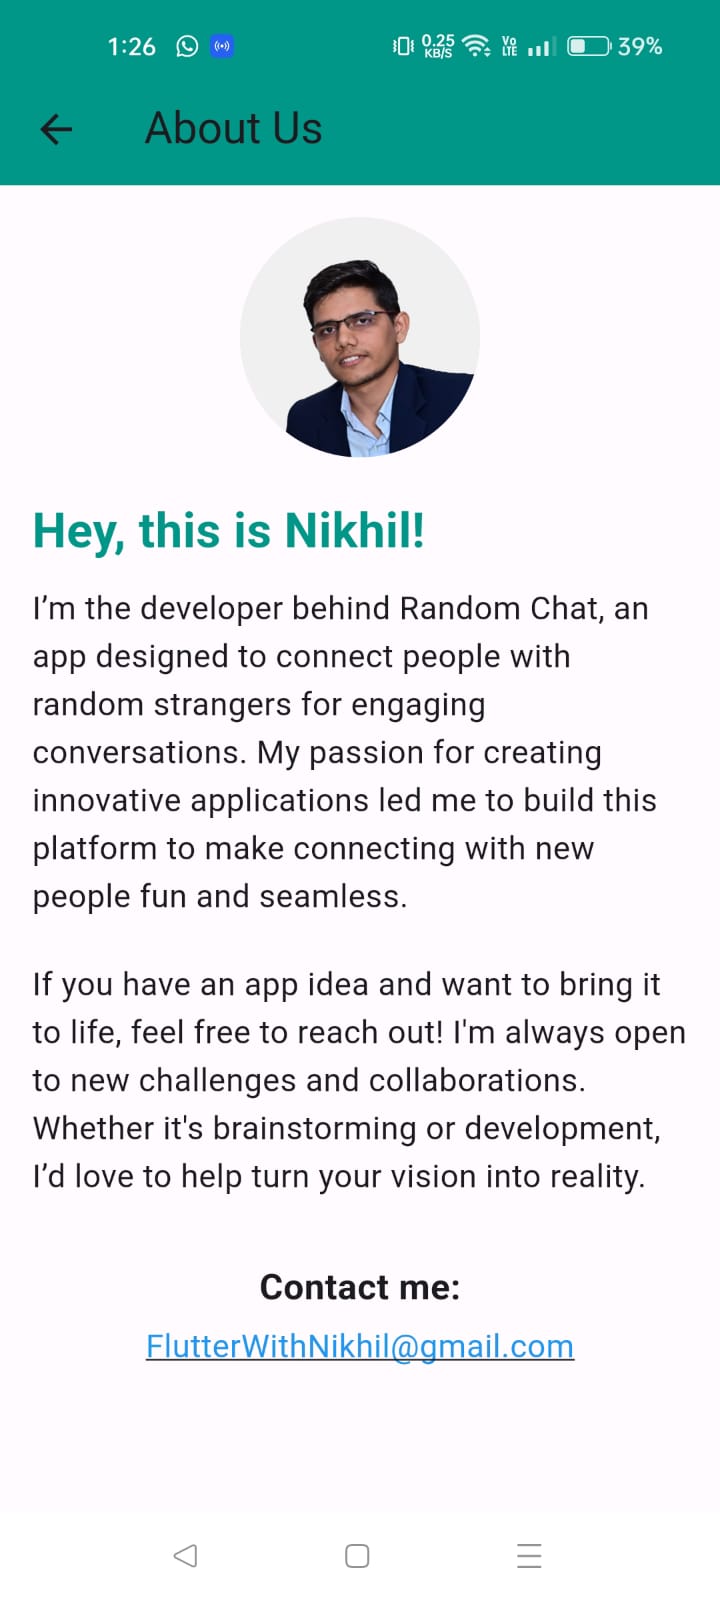 1:26
0.25
KB/S
Vo
LTE
39%
About Us
Hey, this is Nikhil!
I’m the developer behind Random Chat, an
app designed to connect people with
random strangers for engaging
conversations. My passion for creating
innovative applications led me to build this
platform to make connecting with new
people fun and seamless.
If you have an app idea and want to bring it
to life, feel free to reach out! I'm always open
to new challenges and collaborations.
Whether it's brainstorming or development,
I’d love to help turn your vision into reality.
Contact me:
FlutterWithNikhil@gmail.com